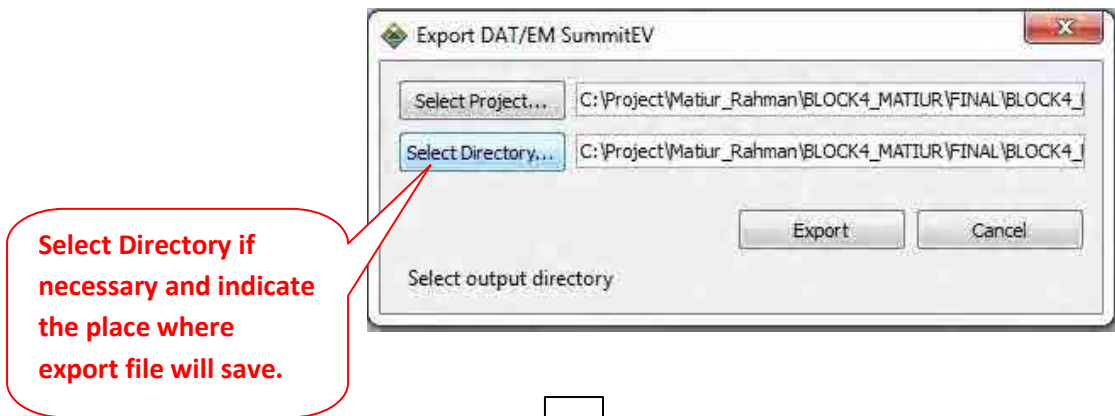 Export DAT/EM SummitEV
Select Project... C:\Project\Matiur_Rahman\BLOCK4_MATIUR\FINAL\BLOCK4_
Select Directory... C:\Project\Matiur_Rahman\BLOCK4_MATIUR\FINAL\BLOCK4_
Export Cancel
Select output directory
Select Directory if
necessary and indicate
the place where
export file will save.